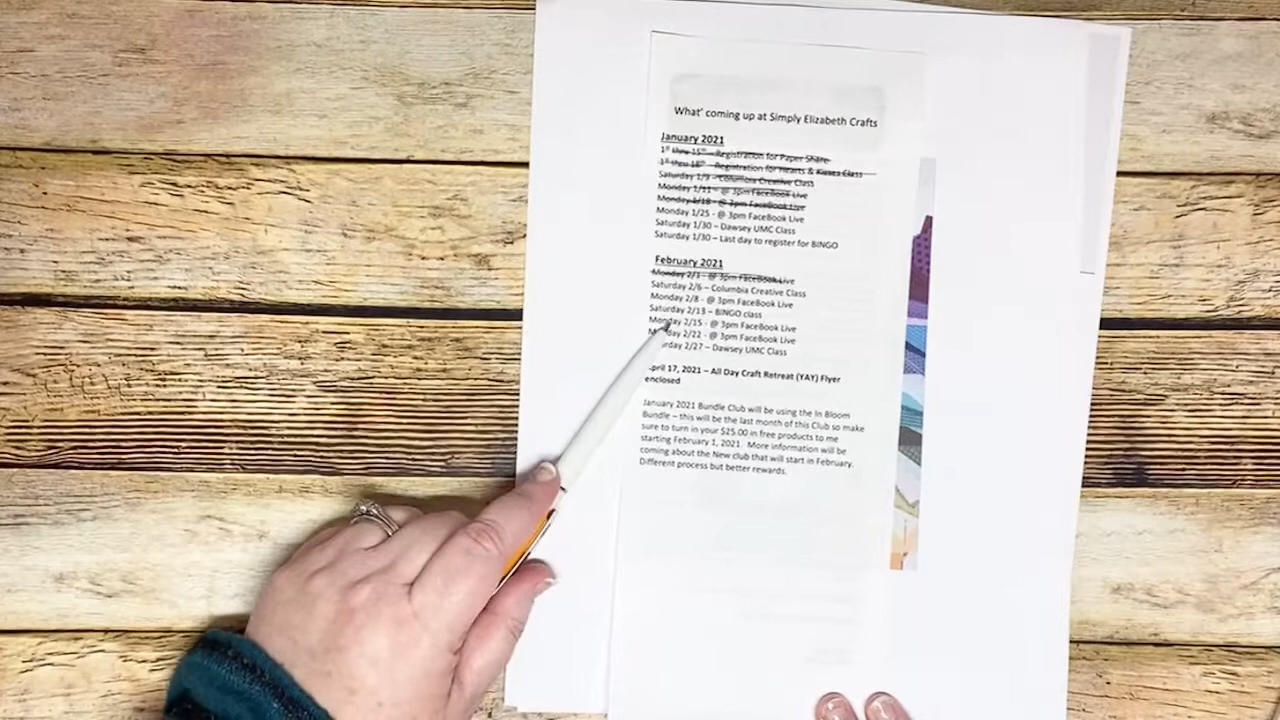 What' coming up at Simply Elizabeth Crafts
January 2021
1st thru 15th – Registration for Paper Share
1st thru 18th – Registration for Hearts & Kisses Class
Saturday 1/9 – Columbia Creative Class
Monday 1/11 – @ 3pm FaceBook Live
Monday 1/18 - @ 3pm FaceBook Live
Monday 1/25 - @ 3pm FaceBook Live
Saturday 1/30 – Dawsey UMC Class
Saturday 1/30 – Last day to register for BINGO
February 2021
Monday 2/1 - @ 3pm FaceBook Live
Saturday 2/6 – Columbia Creative Class
Monday 2/8 - @ 3pm FaceBook Live
Saturday 2/13 – BINGO class
Monday 2/15 - @ 3pm FaceBook Live
2/22 - @ 3pm FaceBook Live
2/27 – Dawsey UMC Class
17, 2021 – All Day Craft Retreat (YAY) Flyer
enclosed
January 2021 Bundle Club will be using the In Bloom
Bundle – this will be the last month of this Club so make
sure to turn in your $25.00 in free products to me
starting February 1, 2021. More information will be
coming about the New club that will start in February.
Different process but better rewards.